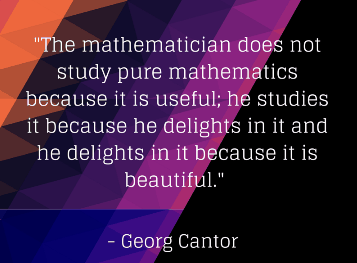 "The mathematician does not
study pure mathematics
because it is useful; he studies
it because he delights in it and
he delights in it because it is
beautiful."
- Georg Cantor